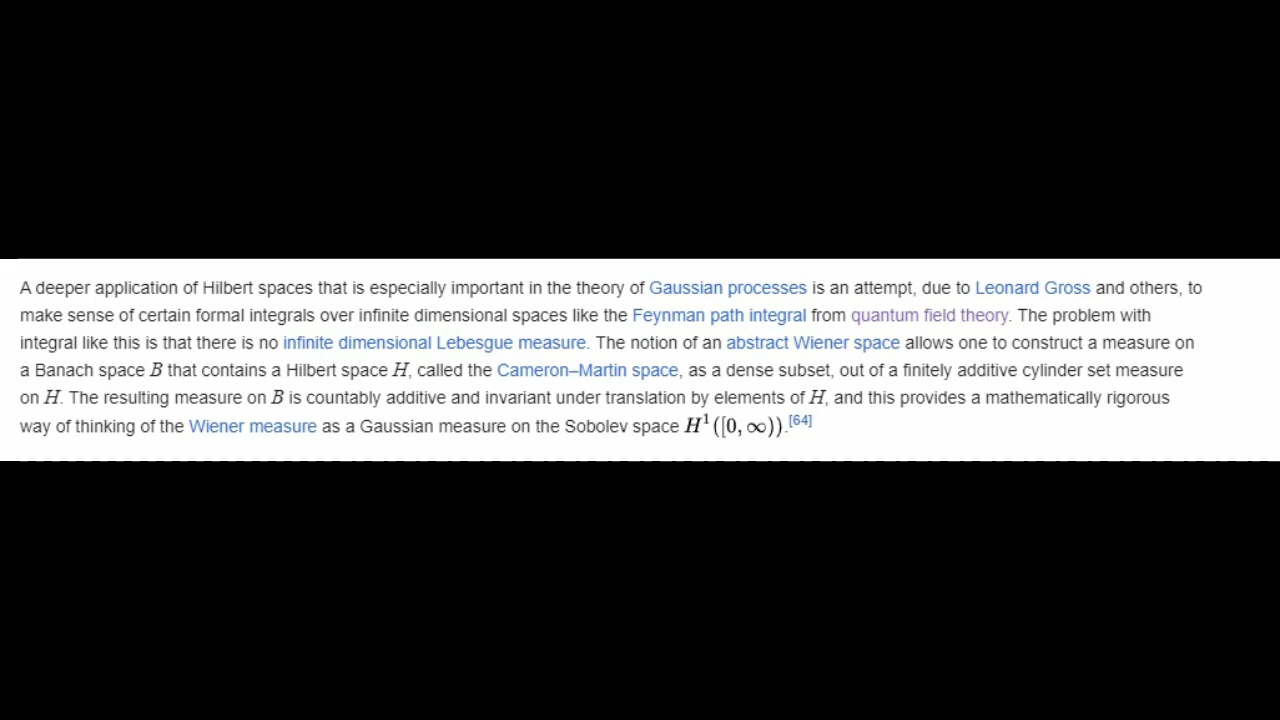 A deeper application of Hilbert spaces that is especially important in the theory of Gaussian processes is an attempt, due to Leonard Gross and others, to
make sense of certain formal integrals over infinite dimensional spaces like the Feynman path integral from quantum field theory. The problem with
integral like this is that there is no infinite dimensional Lebesgue measure. The notion of an abstract Wiener space allows one to construct a measure on
a Banach space B that contains a Hilbert space H, called the Cameron–Martin space, as a dense subset, out of a finitely additive cylinder set measure
on H. The resulting measure on B is countably additive and invariant under translation by elements of H, and this provides a mathematically rigorous
way of thinking of the Wiener measure as a Gaussian measure on the Sobolev space H¹([0, ∞)).[64]